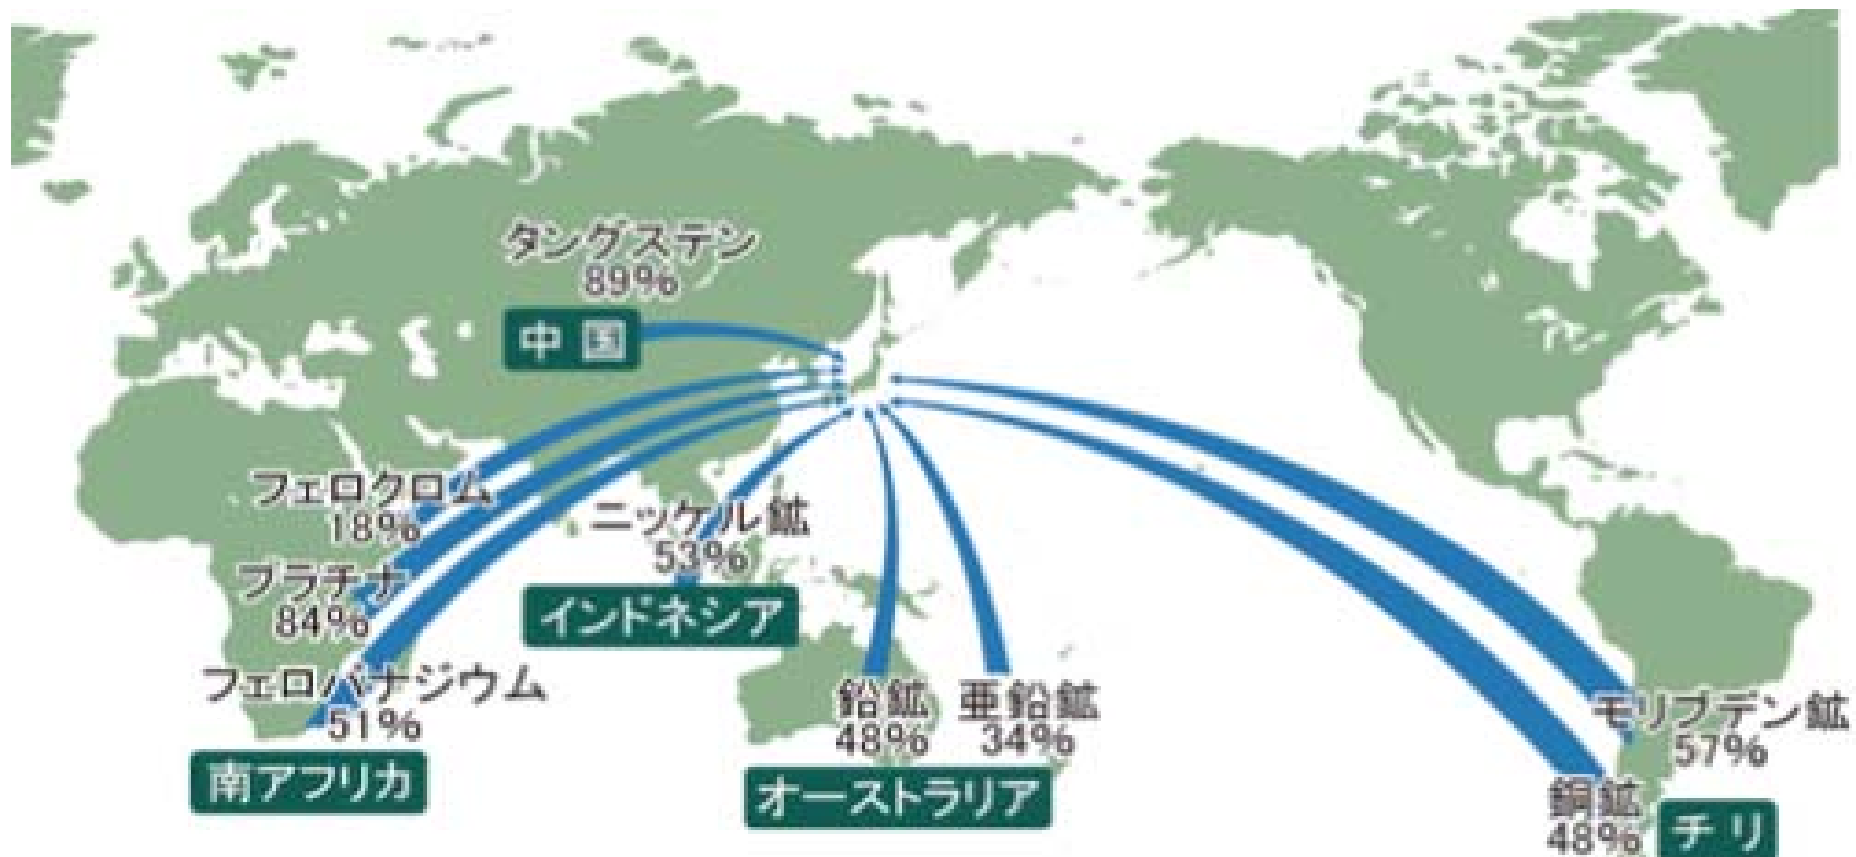 タングステン
89%
中国
フェロクロム
18%
プラチナ
84%
フェロバナジウム
51%
南アフリカ
ニッケル鉱
53%
インドネシア
鉛鉱
48%
亜鉛鉱
34%
オーストラリア
モリブデン鉱
57%
銅鉱
48%
チリ